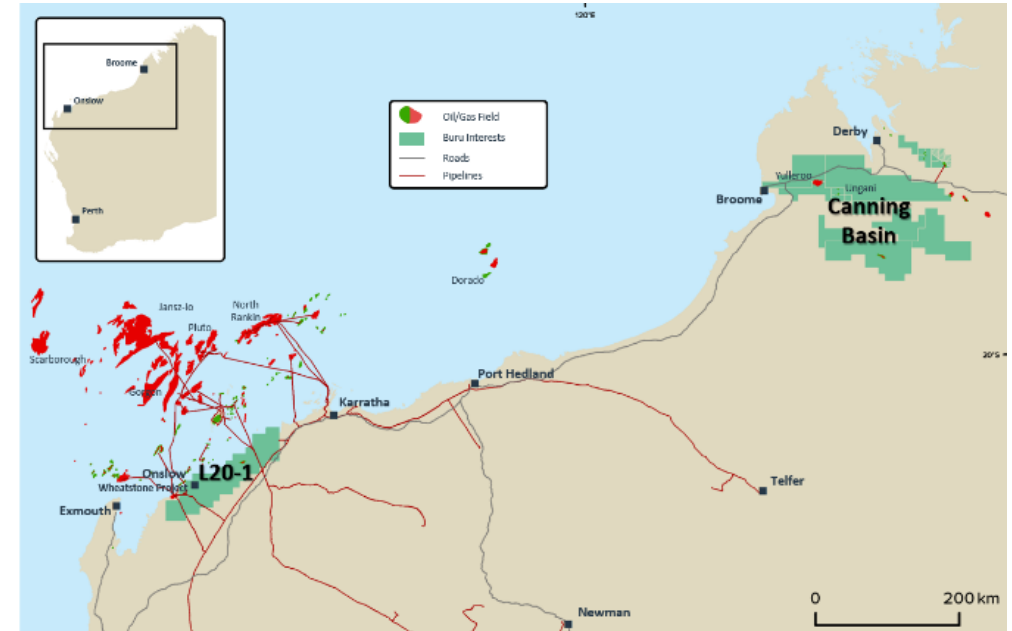 120°E
Broome
Onslow
Perth
Oil/Gas Field
Buru Interests
Roads
Pipelines
Derby
Yulleroo
Ungani
Broome
Canning
Basin
Dorado
Jansz-Io
North
Rankin
Pluto
Scarborough
Gorgon
20°S
Port Hedland
Karratha
Onslow
L20-1
Wheatstone Project
Exmouth
Telfer
Newman
0
200 km